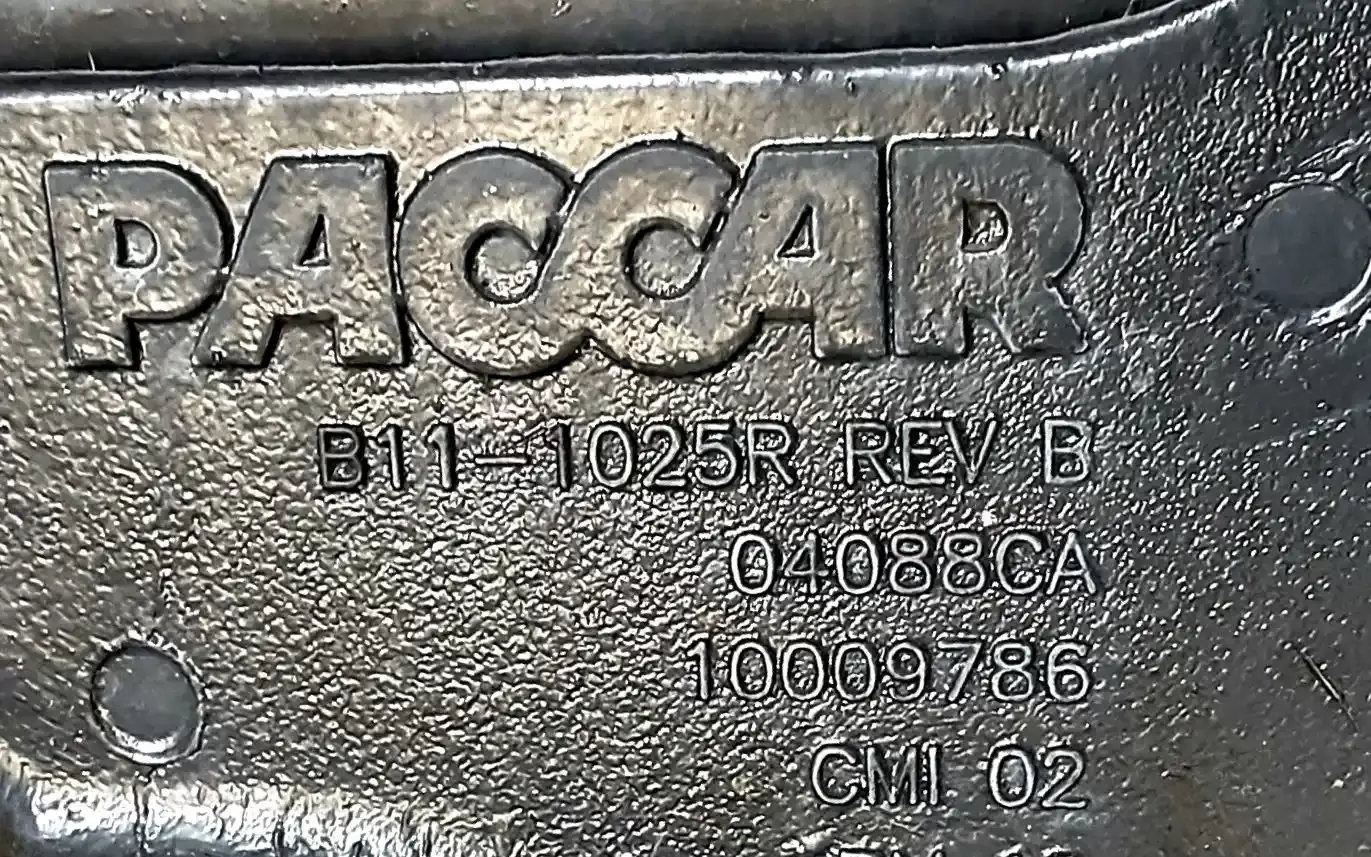 PACCAR
B11-1025R REV B
04088CA
10009786
CMI 02